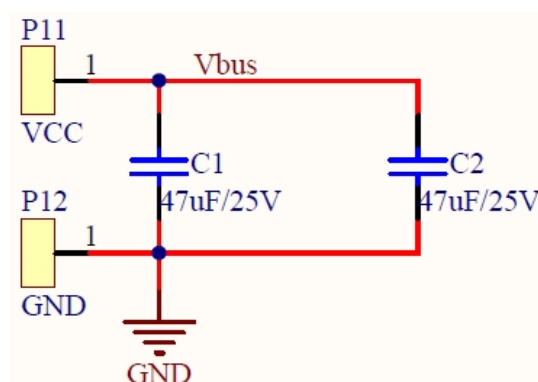 P11
1
Vbus
VCC
C1
C2
47uF/25V
47uF/25V
P12
1
GND
GND